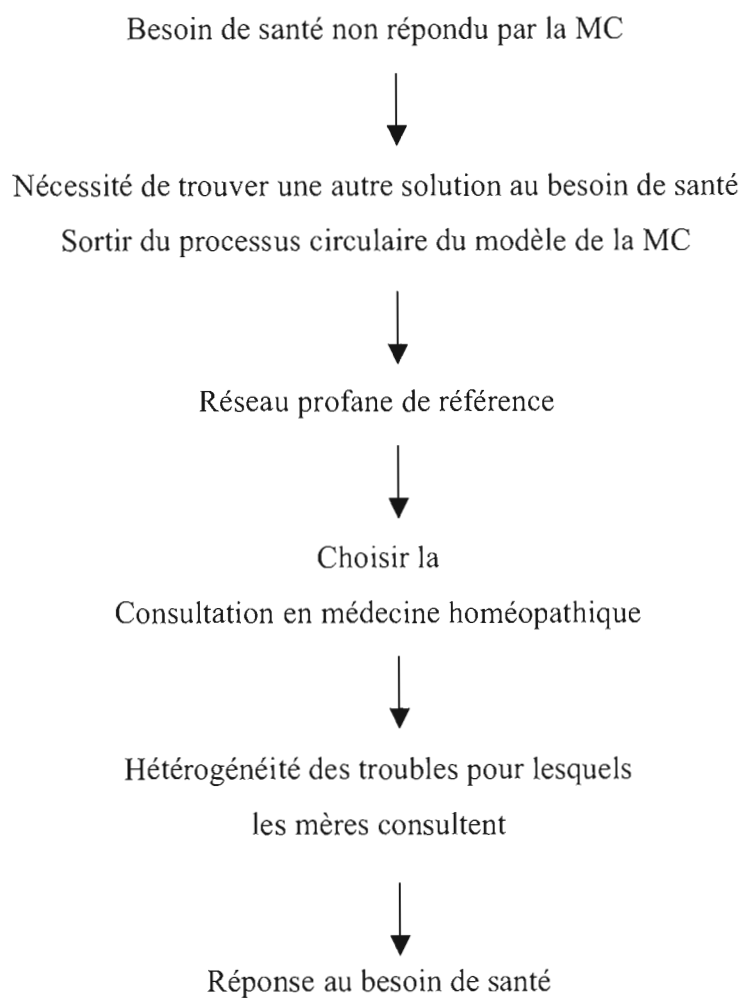 Besoin de santé non répondu par la MC
Nécessité de trouver une autre solution au besoin de santé
Sortir du processus circulaire du modèle de la MC
Réseau profane de référence
Choisir la
Consultation en médecine homéopathique
Hétérogénéité des troubles pour lesquels
les mères consultent
Réponse au besoin de santé